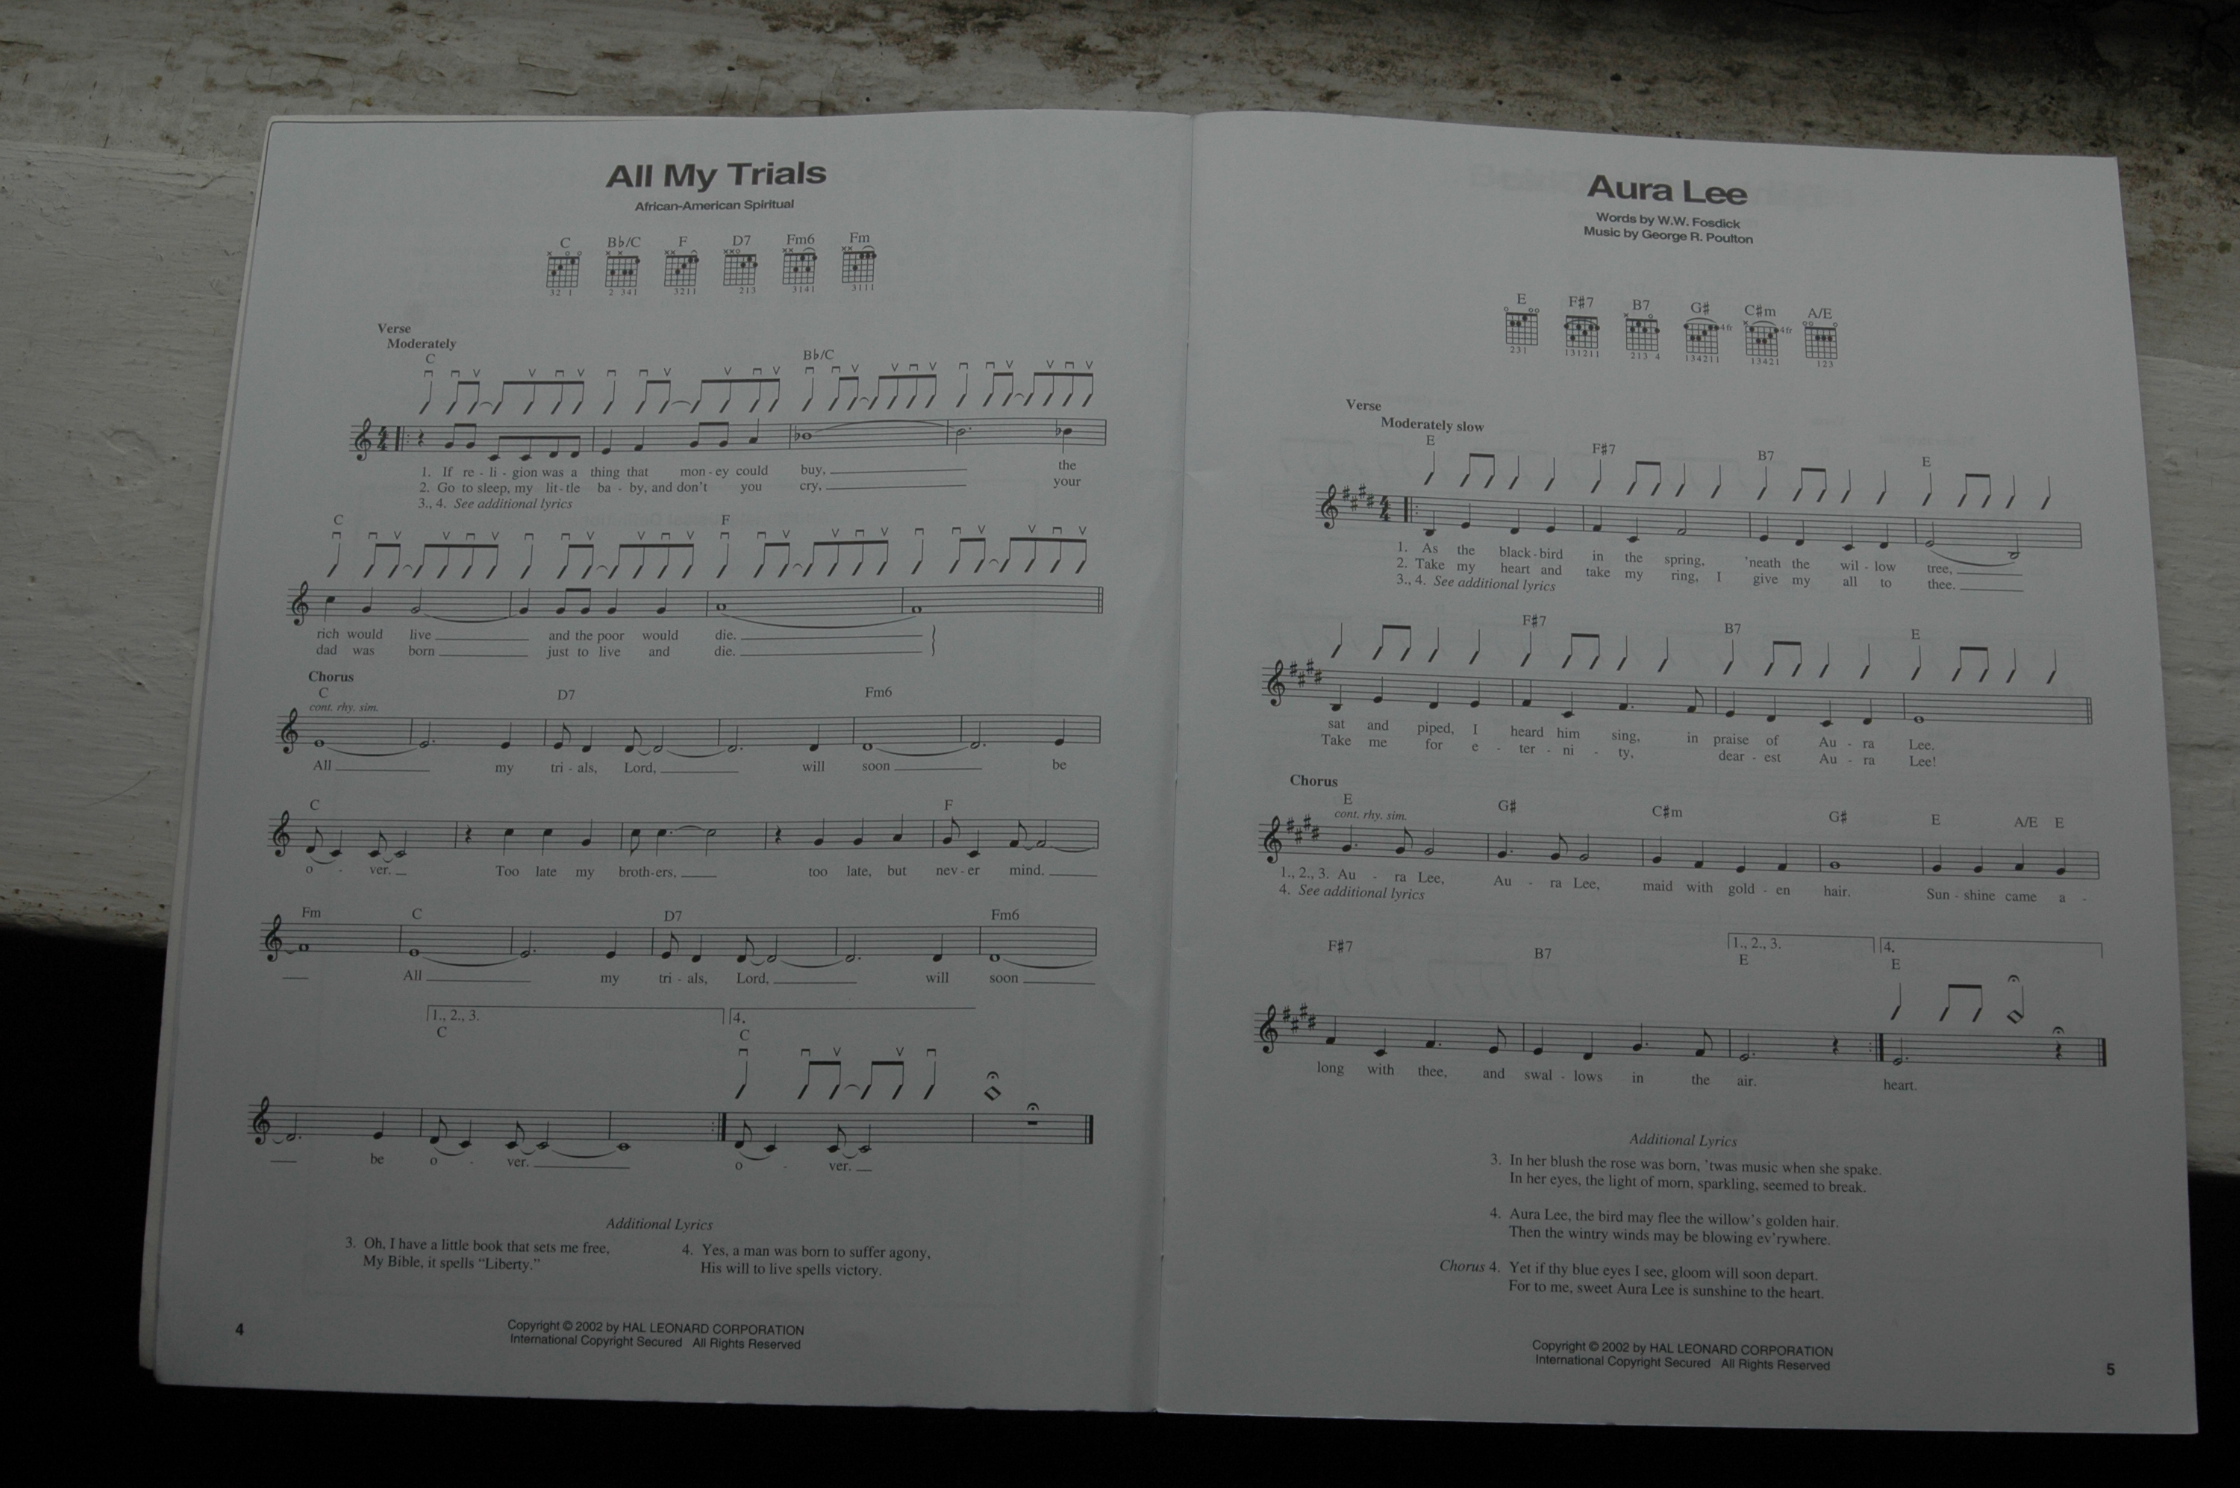 All My Trials
African-American Spiritual
C B♭/C F D7 Fm6 Fm
32 1 2 341 3211 213 3141 3111
Verse
Moderately
C B♭/C
1. If re - li - gion was a thing that mon - ey could buy, the
2. Go to sleep, my lit - tle ba - by, and don't you cry, your
3., 4. See additional lyrics
C F
rich would live and the poor would die.
dad was born just to live and die.
Chorus
C D7 Fm6
cont. rhy. sim.
All my tri - als, Lord, will soon be
C F
o - ver. Too late my broth - ers, too late, but nev - er mind.
Fm C D7 Fm6
All my tri - als, Lord, will soon
1., 2., 3. 4.
C C
be o - ver. o - ver.
Additional Lyrics
3. Oh, I have a little book that sets me free,
My Bible, it spells “Liberty.”
4. Yes, a man was born to suffer agony,
His will to live spells victory.
Copyright © 2002 by HAL LEONARD CORPORATION
International Copyright Secured All Rights Reserved
4
Aura Lee
Words by W.W. Fosdick
Music by George R. Poulton
E F♯7 B7 G♯ C♯m A/E
4fr 4fr
231 131211 213 4 134211 13421 123
Verse
Moderately slow
E F♯7 B7 E
1. As the black - bird in the spring, 'neath the wil - low tree,
2. Take my heart and take my ring, I give my all to thee.
3., 4. See additional lyrics
F♯7 B7 E
sat and piped, I heard him sing, in praise of Au - ra Lee.
Take me for e - ter - ni - ty, dear - est Au - ra Lee!
Chorus
E G♯ C♯m G♯ E A/E E
cont. rhy. sim.
1., 2., 3. Au - ra Lee, Au - ra Lee, maid with gold - en hair. Sun - shine came a -
4. See additional lyrics
1., 2., 3. 4.
F♯7 B7 E E
long with thee, and swal - lows in the air. heart.
Additional Lyrics
3. In her blush the rose was born, 'twas music when she spake.
In her eyes, the light of morn, sparkling, seemed to break.
4. Aura Lee, the bird may flee the willow's golden hair.
Then the wintry winds may be blowing ev'rywhere.
Chorus 4. Yet if thy blue eyes I see, gloom will soon depart.
For to me, sweet Aura Lee is sunshine to the heart.
Copyright © 2002 by HAL LEONARD CORPORATION
International Copyright Secured All Rights Reserved
5